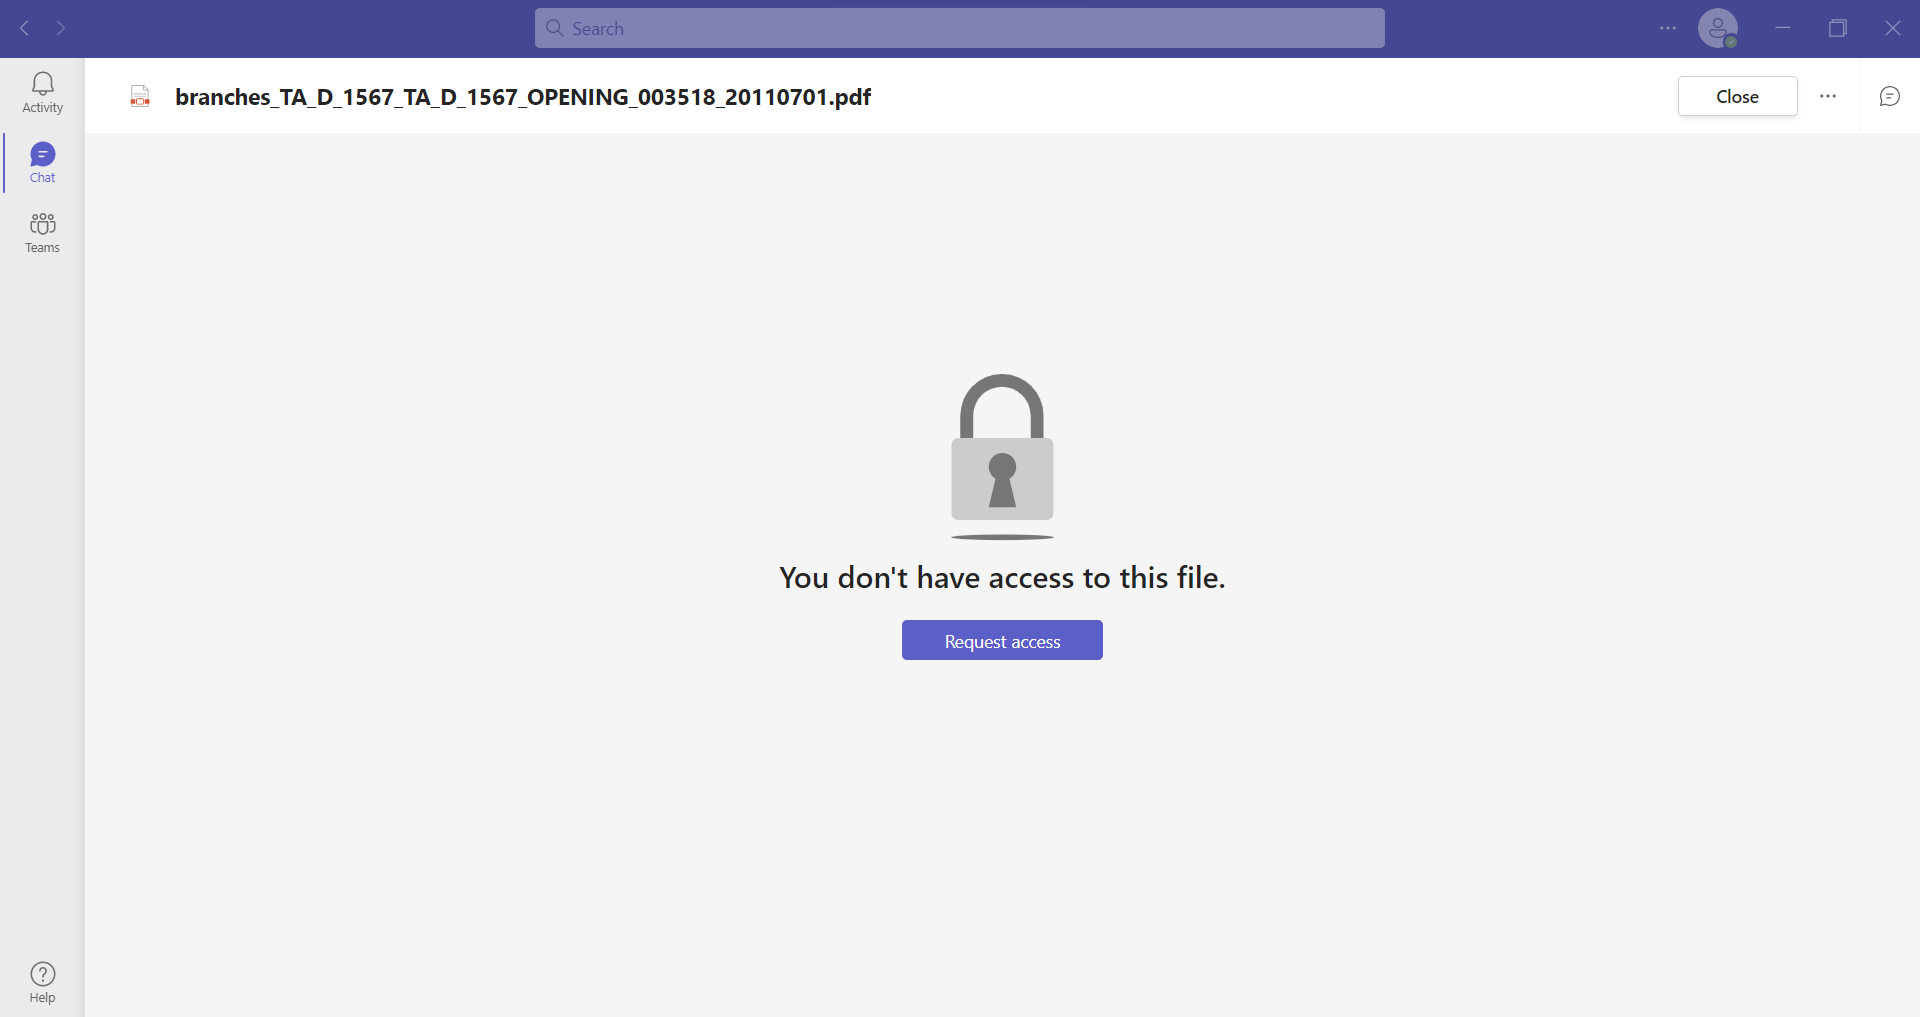 Search
Activity
Chat
Teams
Help
branches_TA_D_1567_TA_D_1567_OPENING_003518_20110701.pdf
Close
You don't have access to this file.
Request access